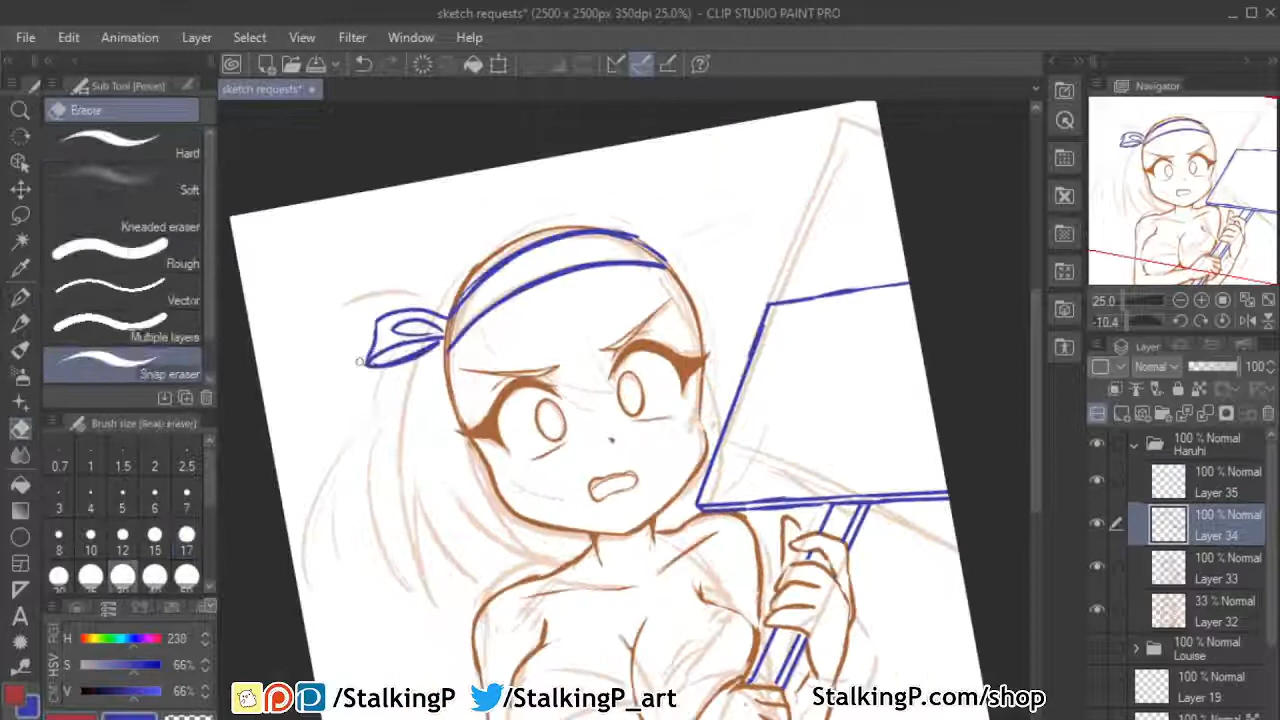 sketch requests* (2500 x 2500px 350dpi 25.0%) - CLIP STUDIO PAINT PRO
File Edit Animation Layer Select View Filter Window Help
Sub Tool [Eraser]
sketch requests*
Navigator
Eraser
Hard
Soft
Kneaded eraser
Rough
Vector
Multiple layers
Snap eraser
Brush size [Snap eraser]
0.7 1 1.5 2 2.5
3 4 5 6 7
8 10 12 15 17
H 230
S 66%
V 66%
HSV
25.0
-10.4
Layer
Normal 100
100 % Normal
Haruhi
100 % Normal
Layer 35
100 % Normal
Layer 34
100 % Normal
Layer 33
33 % Normal
Layer 32
100 % Normal
Louise
100 % Normal
Layer 19
100 % Normal
/StalkingP /StalkingP_art StalkingP.com/shop